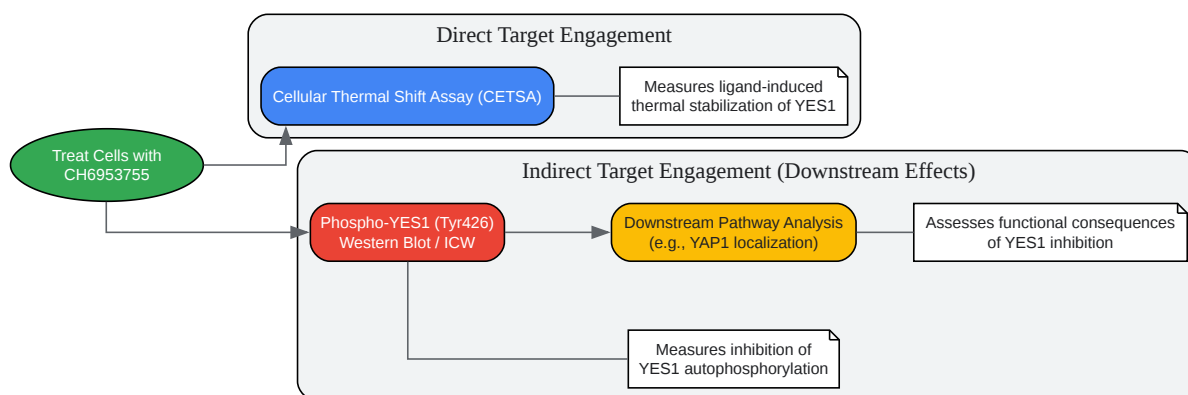 Direct Target Engagement
Cellular Thermal Shift Assay (CETSA)
Measures ligand-induced
thermal stabilization of YES1
Treat Cells with
CH6953755
Indirect Target Engagement (Downstream Effects)
Phospho-YES1 (Tyr426)
Western Blot / ICW
Downstream Pathway Analysis
(e.g., YAP1 localization)
Assesses functional consequences
of YES1 inhibition
Measures inhibition of
YES1 autophosphorylation